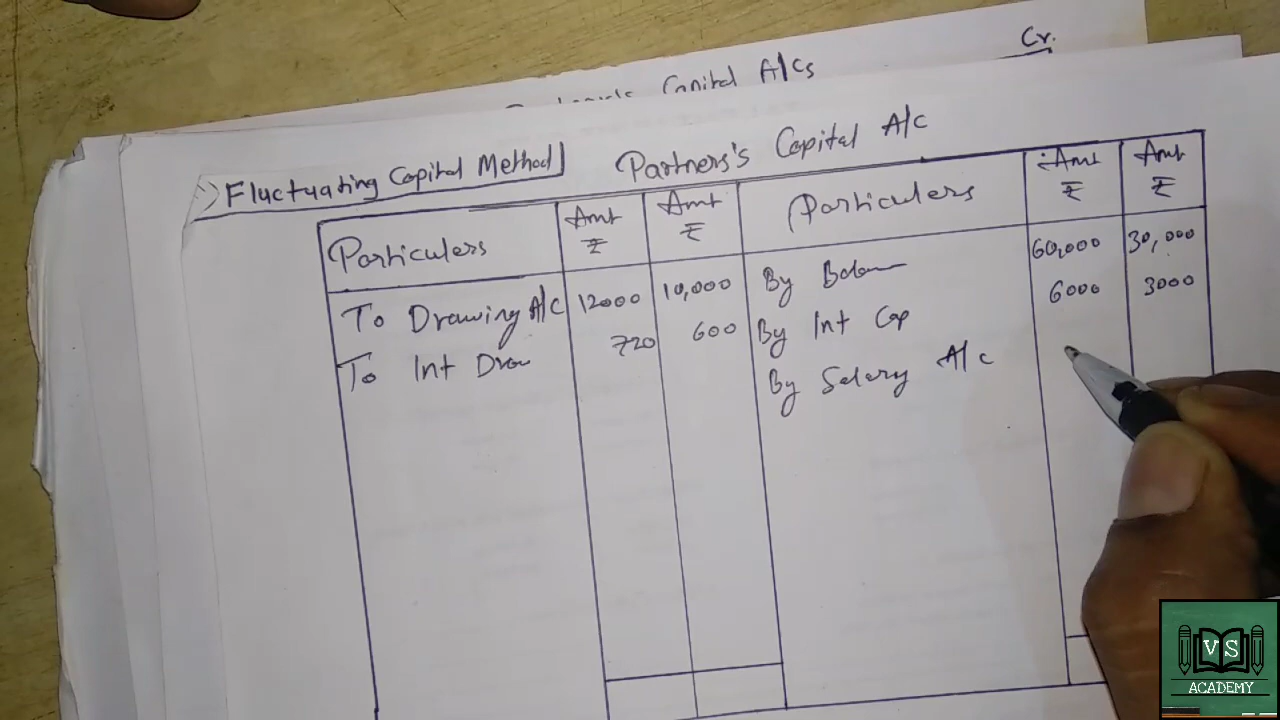 Capital A/Cs
Cr.
:) Fluctuating Capital Method
Partners's Capital A/c
Particulers Amt ₹ Amt ₹ Particulers Amt ₹ Amt ₹
To Drawing A/c 12000 10,000 By Balan 60,000 30,000
To Int Draw 720 600 By Int Cap 6000 3000
By Salary A/c
VS
ACADEMY